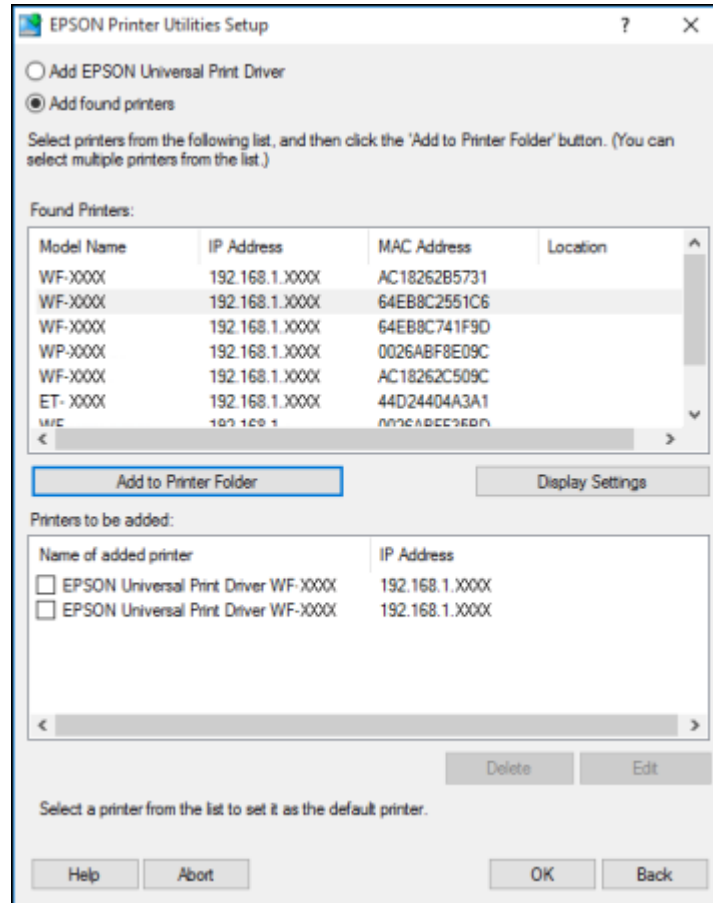 EPSON Printer Utilities Setup ? ×
Add EPSON Universal Print Driver
Add found printers
Select printers from the following list, and then click the 'Add to Printer Folder' button. (You can
select multiple printers from the list.)
Found Printers:
Model Name IP Address MAC Address Location
WF-XXXX 192.168.1.XXXX AC18262B5731
WF-XXXX 192.168.1.XXXX 64EB8C2551C6
WF-XXXX 192.168.1.XXXX 64EB8C741F9D
WP-XXXX 192.168.1.XXXX 0026ABF8E09C
WF-XXXX 192.168.1.XXXX AC18262C509C
ET- XXXX 192.168.1.XXXX 44D24404A3A1
Add to Printer Folder Display Settings
Printers to be added:
Name of added printer IP Address
EPSON Universal Print Driver WF-XXXX 192.168.1.XXXX
EPSON Universal Print Driver WF-XXXX 192.168.1.XXXX
Delete Edit
Select a printer from the list to set it as the default printer.
Help Abort OK Back